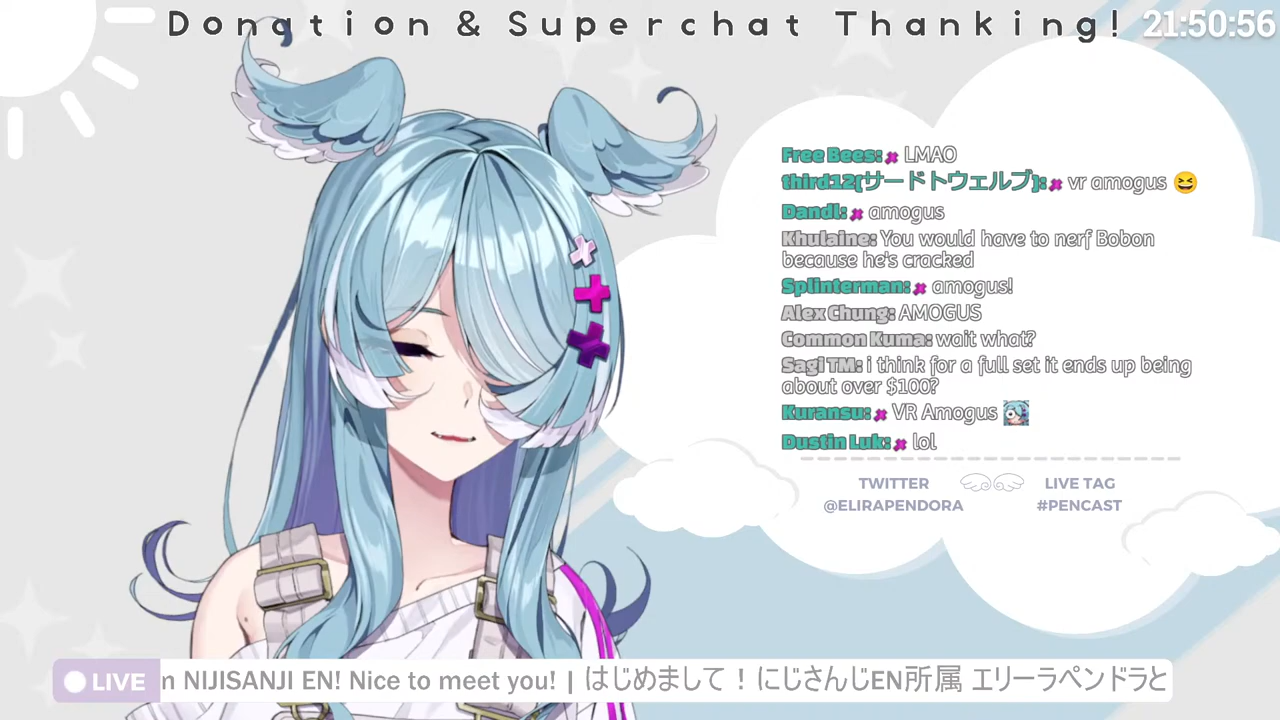 Donation & Superchat Thanking!
21:50:56
Free Bees: LMAO
third12[サードトウェルブ]: vr amogus 😆
Dandl: amogus
Khulaine: You would have to nerf Bobon
because he's cracked
Splinterman: amogus!
Alex Chung: AMOGUS
Common Kuma: wait what?
Sagi TM: i think for a full set it ends up being
about over $100?
Kuransu: VR Amogus
Dustin Luk: lol
TWITTER
@ELIRAPENDORA
LIVE TAG
#PENCAST
LIVE
m NIJISANJI EN! Nice to meet you! | はじめまして！にじさんじEN所属 エリーラペンドラと